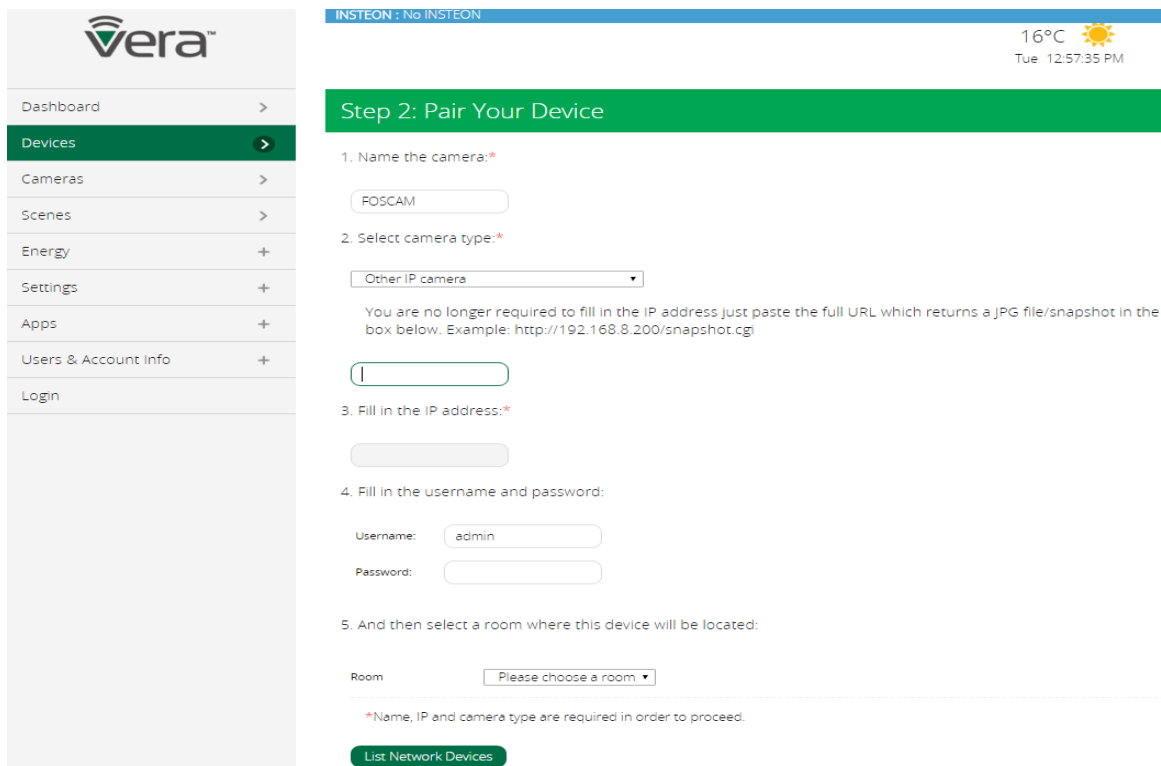 vera™
Dashboard
Devices
Cameras
Scenes
Energy
Settings
Apps
Users & Account Info
Login
INSTEON : No INSTEON
16°C
Tue 12:57:35 PM
Step 2: Pair Your Device
1. Name the camera:*
FOSCAM
2. Select camera type:*
Other IP camera
You are no longer required to fill in the IP address just paste the full URL which returns a JPG file/snapshot in the
box below. Example: http://192.168.8.200/snapshot.cgi
3. Fill in the IP address:*
4. Fill in the username and password:
Username: admin
Password:
5. And then select a room where this device will be located:
Room Please choose a room
*Name, IP and camera type are required in order to proceed.
List Network Devices